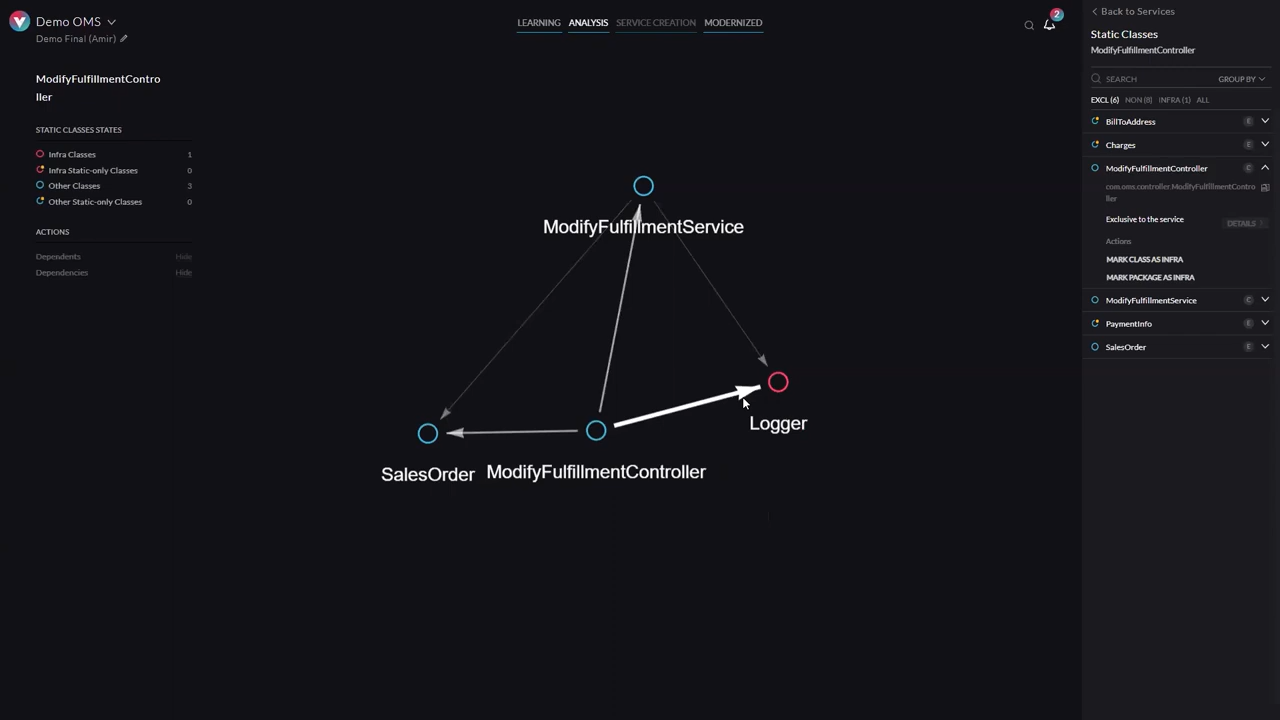 Demo OMS
Demo Final (Amir)
LEARNING
ANALYSIS
SERVICE CREATION
MODERNIZED
2
ModifyFulfillmentContro
ller
STATIC CLASSES STATES
Infra Classes 1
Infra Static-only Classes 0
Other Classes 3
Other Static-only Classes 0
ACTIONS
Dependents Hide
Dependencies Hide
ModifyFulfillmentService
Logger
SalesOrder
ModifyFulfillmentController
Back to Services
Static Classes
ModifyFulfillmentController
SEARCH GROUP BY
EXCL (6) NON (8) INFRA (1) ALL
BillToAddress E
Charges E
ModifyFulfillmentController C
com.oms.controller.ModifyFulfillmentContro
ller
Exclusive to the service DETAILS
Actions
MARK CLASS AS INFRA
MARK PACKAGE AS INFRA
ModifyFulfillmentService C
PaymentInfo E
SalesOrder E